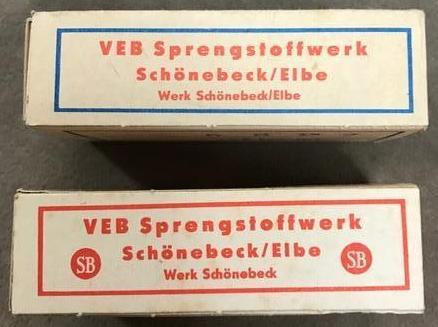 VEB Sprengstoffwerk
Schönebeck/Elbe
Werk Schönebeck/Elbe
VEB Sprengstoffwerk
SB Schönebeck/Elbe SB
Werk Schönebeck